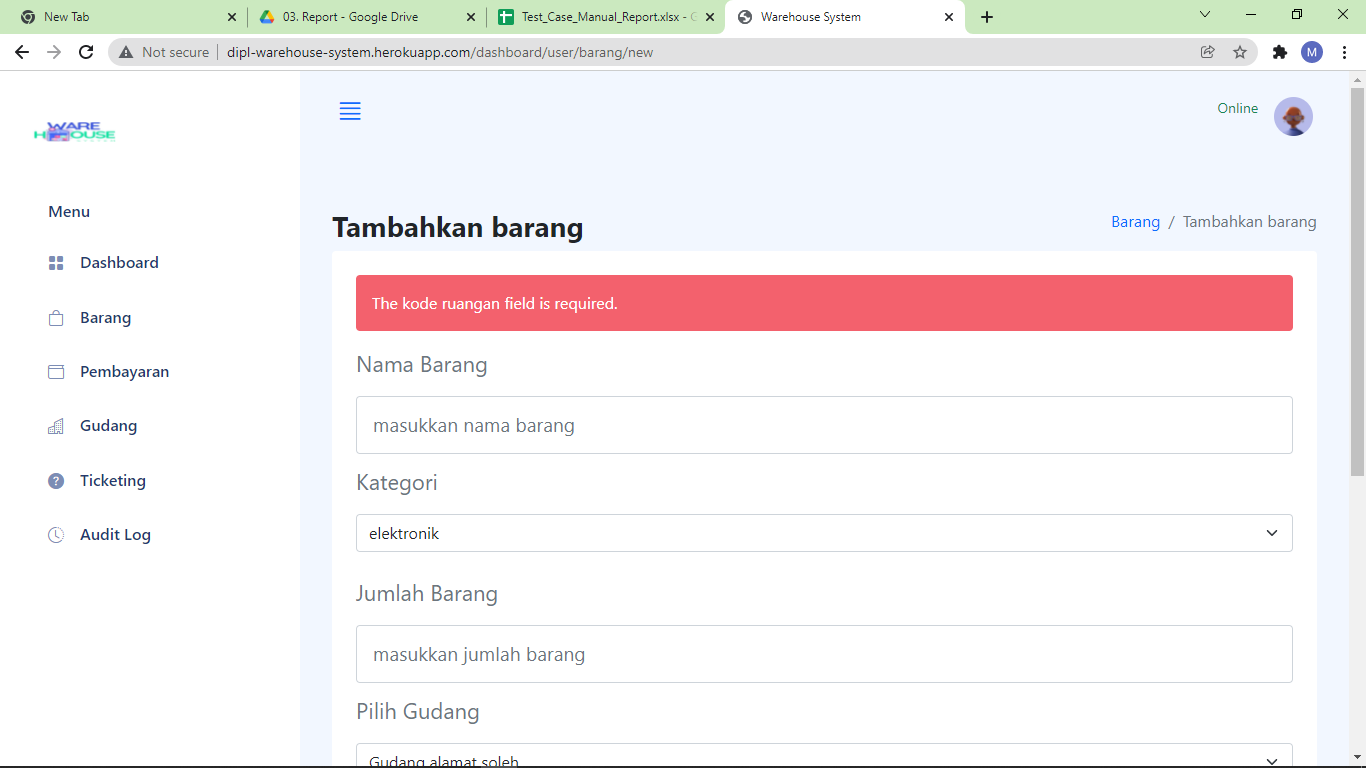 New Tab
03. Report - Google Drive
Test_Case_Manual_Report.xlsx - G
Warehouse System
Not secure
dipl-warehouse-system.herokuapp.com/dashboard/user/barang/new
M
WARE
HOUSE
Online
Menu
Dashboard
Barang
Pembayaran
Gudang
Ticketing
Audit Log
Tambahkan barang
Barang / Tambahkan barang
The kode ruangan field is required.
Nama Barang
masukkan nama barang
Kategori
elektronik
Jumlah Barang
masukkan jumlah barang
Pilih Gudang
Gudang alamat soleh